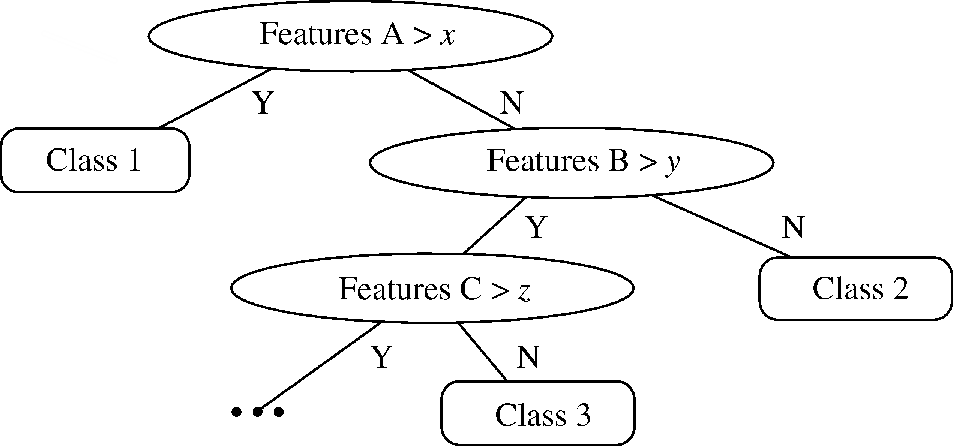 Features A > x
Y
N
Class 1
Features B > y
Y
N
Features C > z
Class 2
Y
N
•••
Class 3